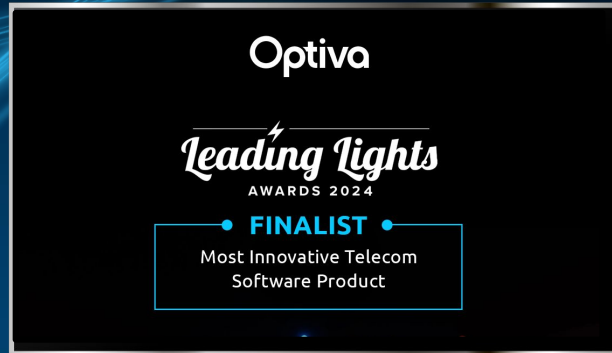 Optiva
Leading Lights
AWARDS 2024
FINALIST
Most Innovative Telecom
Software Product